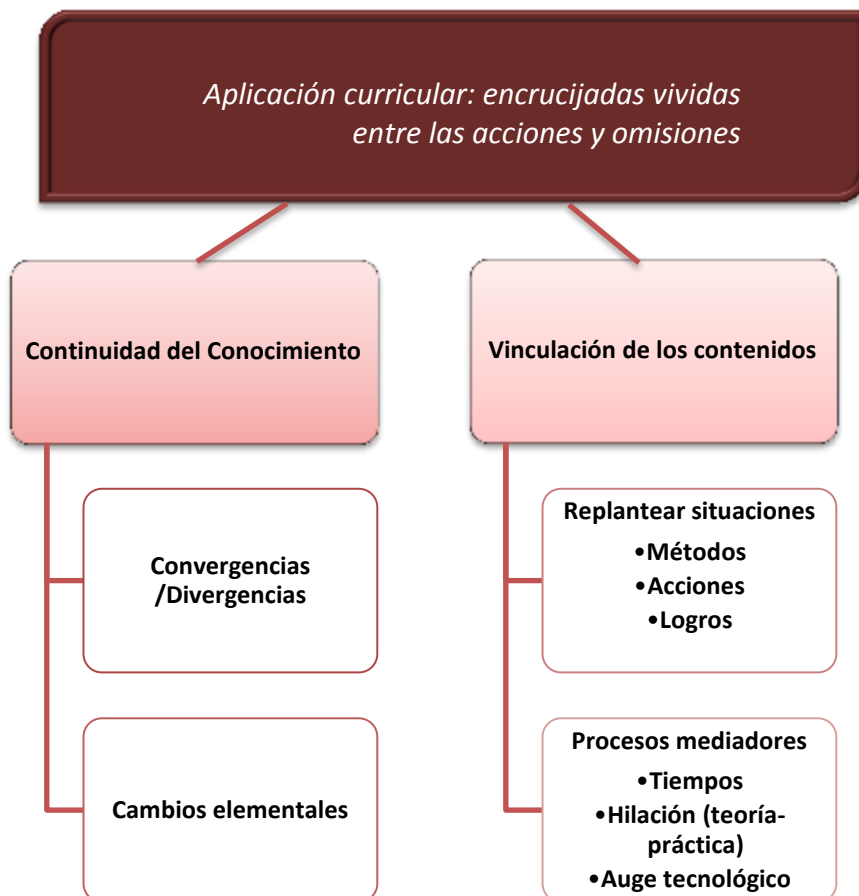 Aplicación curricular: encrucijadas vividas
entre las acciones y omisiones
Continuidad del Conocimiento
Convergencias
/Divergencias
Cambios elementales
Vinculación de los contenidos
Replantear situaciones
•Métodos
•Acciones
•Logros
Procesos mediadores
•Tiempos
•Hilación (teoría-
práctica)
•Auge tecnológico